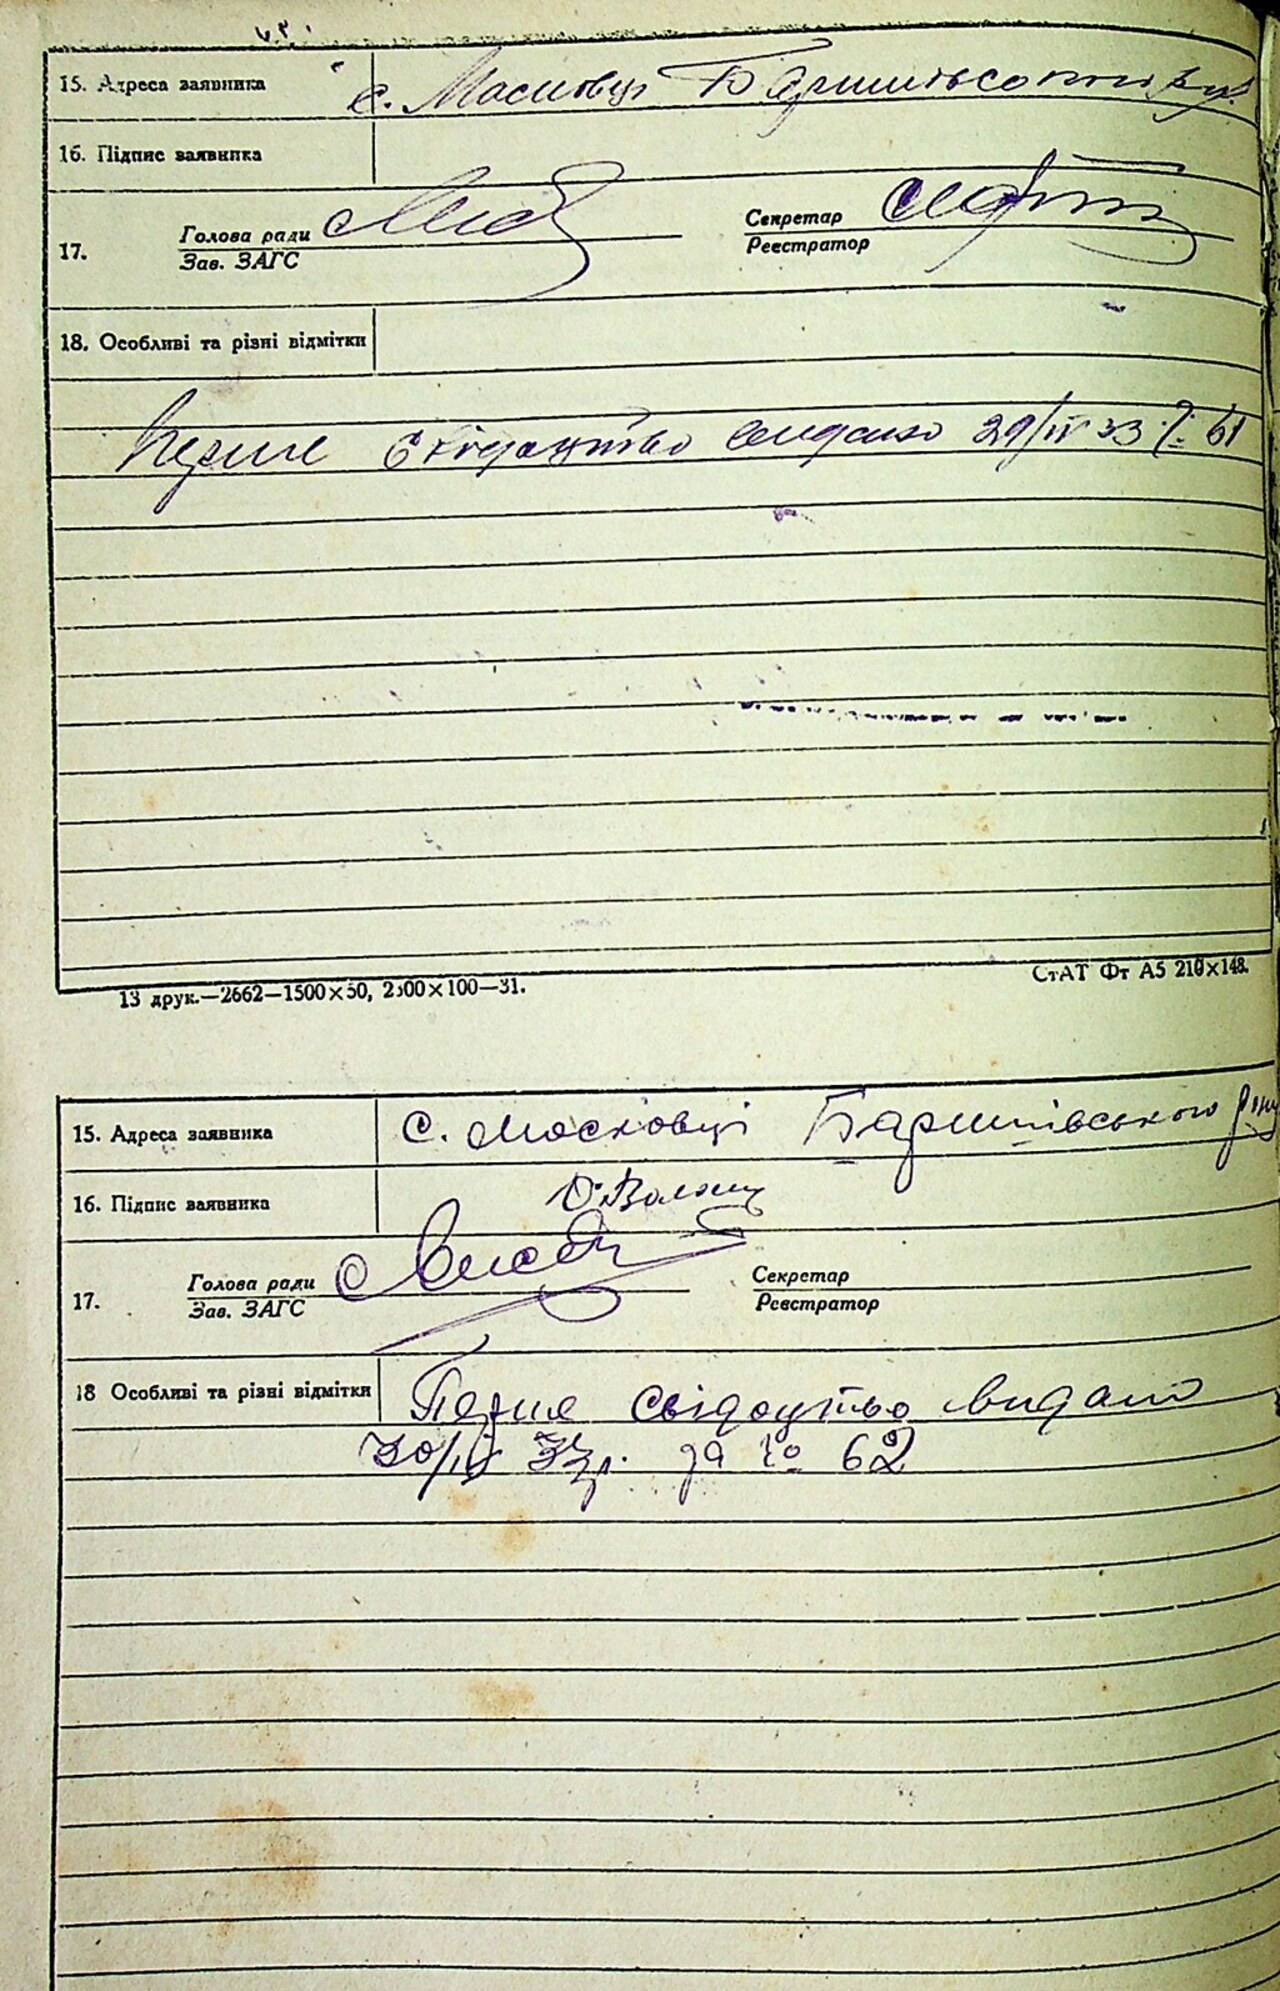 15. Адреса заявника с. Масковці Баришівського р-ну
16. Підпис заявника
17. Голова ради
Зав. ЗАГС
Секретар
Реєстратор
18. Особливі та різні відмітки
Перше свідоцтво видано 29/IV 33 № 61
13 друк.—2662—1500×50, 2500×100—31.
СтАТ Фт А5 210×148.
15. Адреса заявника с. Московці Баришівського р-ну
16. Підпис заявника
17. Голова ради
Зав. ЗАГС
Секретар
Реєстратор
18 Особливі та різні відмітки Перше свідоцтво видано
30/IV 33р. за № 62